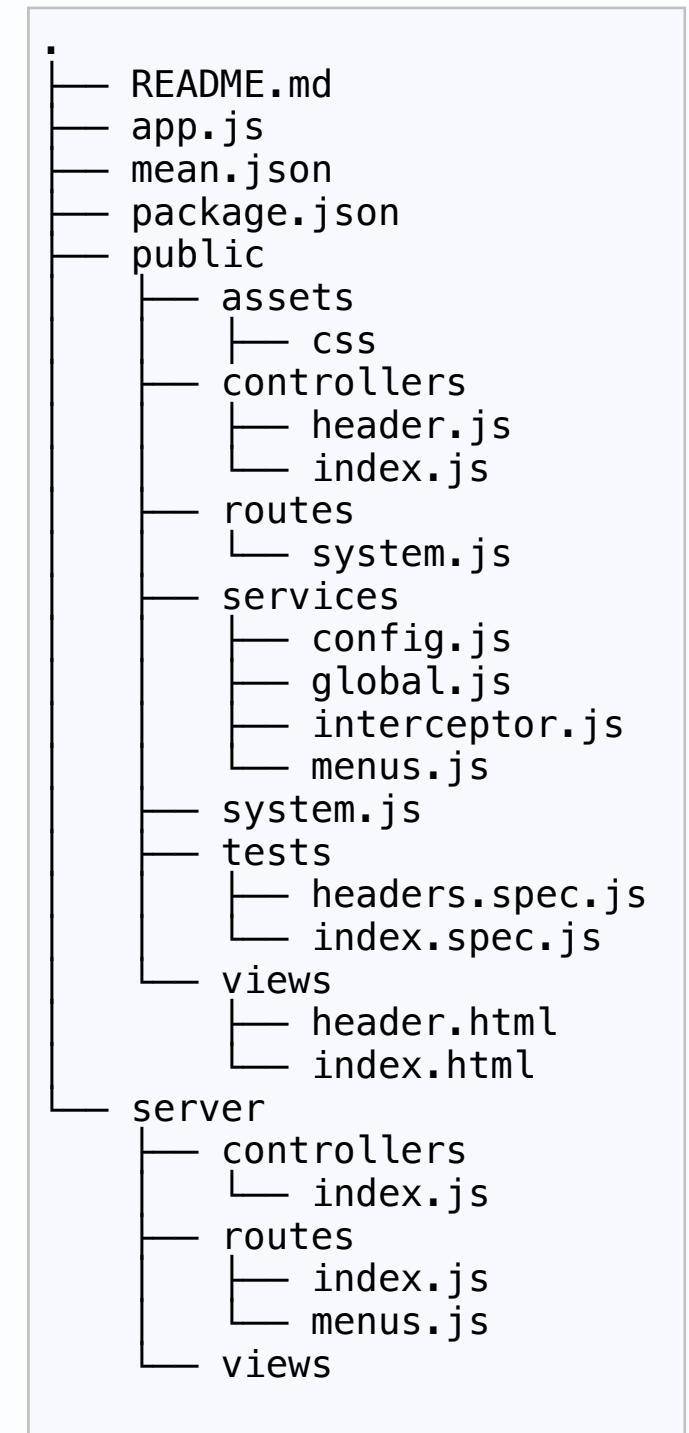 .
├── README.md
├── app.js
├── mean.json
├── package.json
├── public
│   ├── assets
│   │   ├── css
│   ├── controllers
│   │   ├── header.js
│   │   └── index.js
│   ├── routes
│   │   └── system.js
│   ├── services
│   │   ├── config.js
│   │   ├── global.js
│   │   ├── interceptor.js
│   │   └── menus.js
│   ├── system.js
│   ├── tests
│   │   ├── headers.spec.js
│   │   └── index.spec.js
│   └── views
│       ├── header.html
│       └── index.html
└── server
    ├── controllers
    │   └── index.js
    ├── routes
    │   ├── index.js
    │   └── menus.js
    └── views